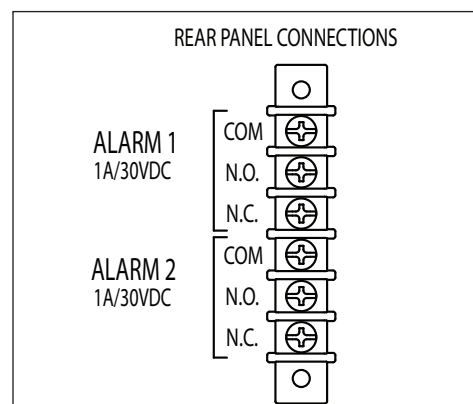 REAR PANEL CONNECTIONS
ALARM 1
1A/30VDC
COM
N.O.
N.C.
ALARM 2
1A/30VDC
COM
N.O.
N.C.